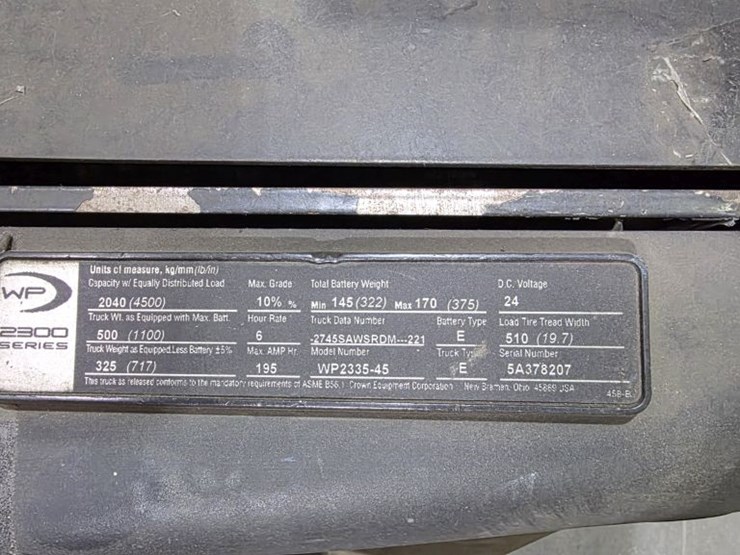 WP
2300
SERIES
Units of measure, kg/mm (lb/in)
Capacity w/ Equally Distributed Load Max. Grade Total Battery Weight D.C. Voltage
2040 (4500) 10% % Min 145 (322) Max 170 (375) 24
Truck Wt. as Equipped with Max. Batt. Hour Rate Truck Data Number Battery Type Load Tire Tread Width
500 (1100) 6 -2745SAWSRDM---221 E 510 (19.7)
Truck Weight as Equipped Less Battery ±5% Max. AMP Hr Model Number Truck Type Serial Number
325 (717) 195 WP2335-45 E 5A378207
This truck as released conforms to the mandatory requirements of ASME B56.1 Crown Equipment Corporation New Bremen, Ohio 45869 USA
458-B